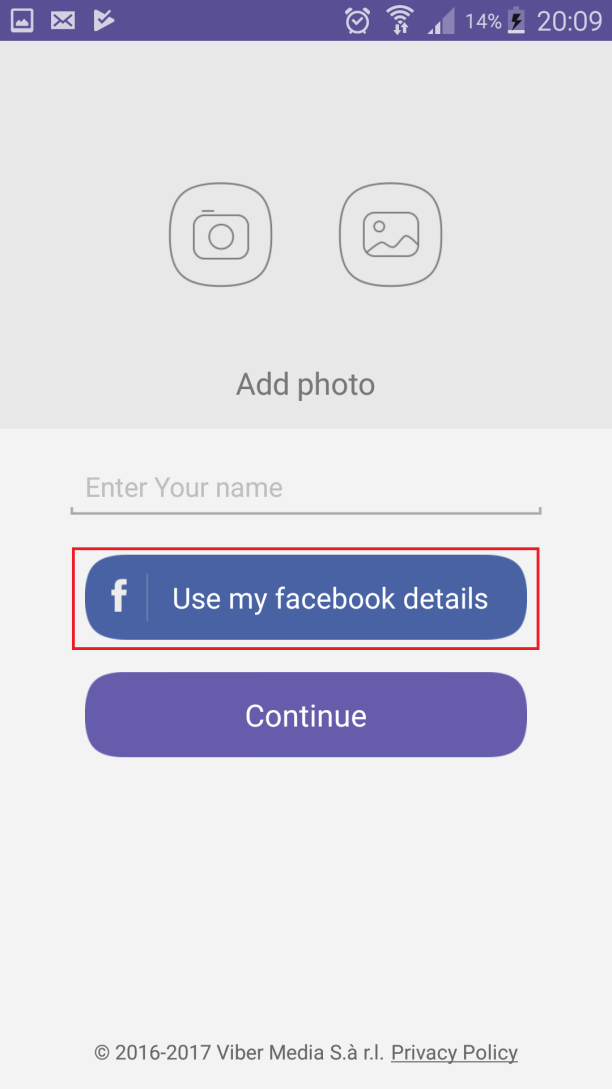 14% 20:09
Add photo
Enter Your name
f Use my facebook details
Continue
© 2016-2017 Viber Media S.à r.l. Privacy Policy